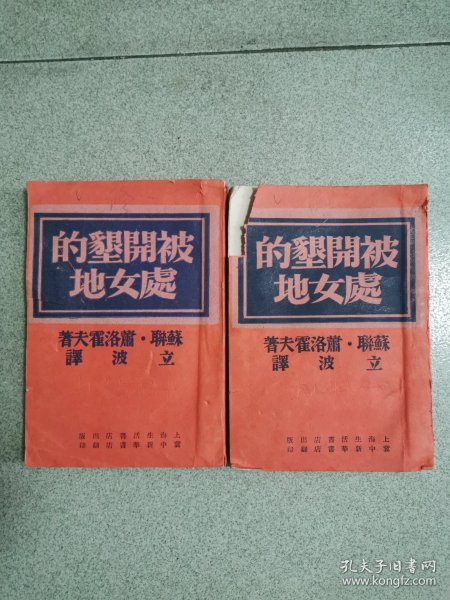 被開墾的
處女地
蘇聯·蕭洛霍夫著
立波譯
上海生活書店出版
冀中新華書店翻印
被開墾的
處女地
蘇聯·蕭洛霍夫著
立波譯
上海生活書店出版
冀中新華書店翻印
孔夫子旧书网
www.kongfz.com